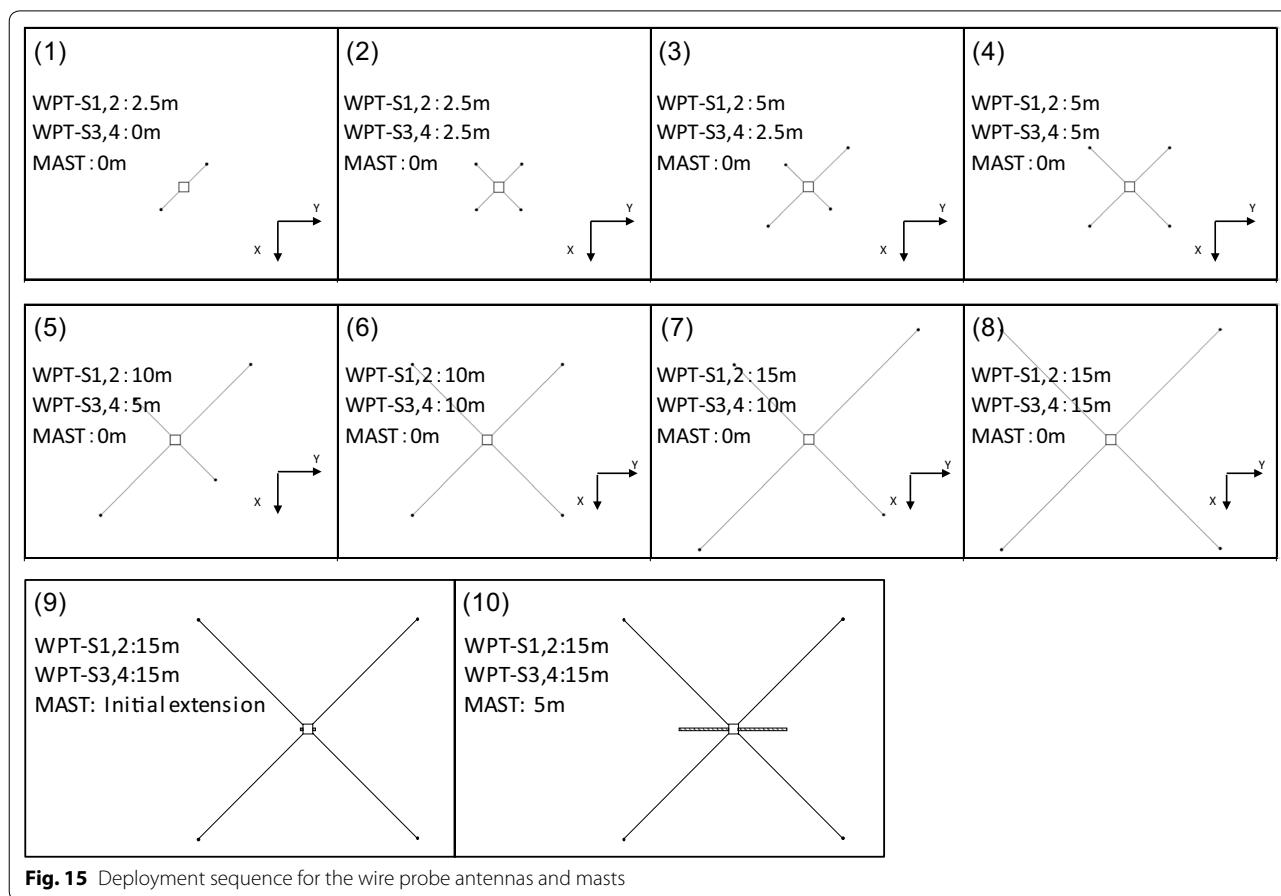 (1)
WPT-S1,2 : 2.5m
WPT-S3,4 : 0m
MAST : 0m
Y
X
(2)
WPT-S1,2 : 2.5m
WPT-S3,4 : 2.5m
MAST : 0m
(3)
WPT-S1,2 : 5m
WPT-S3,4 : 2.5m
MAST : 0m
Y
X
(4)
WPT-S1,2 : 5m
WPT-S3,4 : 5m
MAST : 0m
Y
X
(5)
WPT-S1,2 : 10m
WPT-S3,4 : 5m
MAST : 0m
Y
X
(6)
WPT-S1,2 : 10m
WPT-S3,4 : 10m
MAST : 0m
Y
X
(7)
WPT-S1,2 : 15m
WPT-S3,4 : 10m
MAST : 0m
Y
X
(8)
WPT-S1,2 : 15m
WPT-S3,4 : 15m
MAST : 0m
Y
X
(9)
WPT-S1,2:15m
WPT-S3,4:15m
MAST: Initial extension
(10)
WPT-S1,2:15m
WPT-S3,4:15m
MAST: 5m
Fig. 15 Deployment sequence for the wire probe antennas and masts